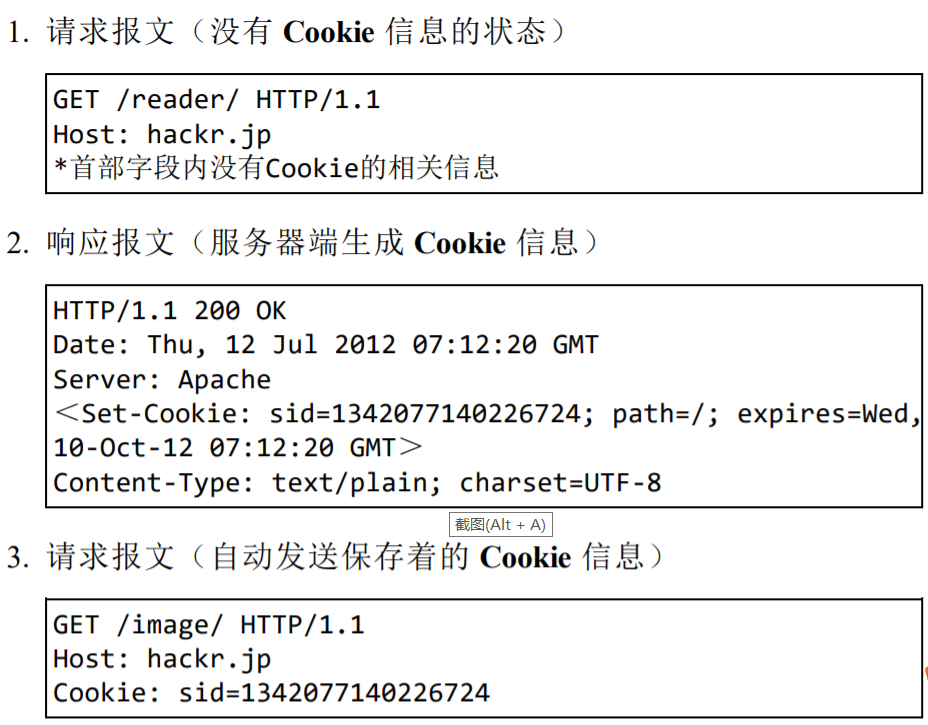 1. 请求报文（没有 Cookie 信息的状态）
GET /reader/ HTTP/1.1
Host: hackr.jp
*首部字段内没有Cookie的相关信息
2. 响应报文（服务器端生成 Cookie 信息）
HTTP/1.1 200 OK
Date: Thu, 12 Jul 2012 07:12:20 GMT
Server: Apache
＜Set-Cookie: sid=1342077140226724; path=/; expires=Wed,
10-Oct-12 07:12:20 GMT＞
Content-Type: text/plain; charset=UTF-8
截图(Alt + A)
3. 请求报文（自动发送保存着的 Cookie 信息）
GET /image/ HTTP/1.1
Host: hackr.jp
Cookie: sid=1342077140226724